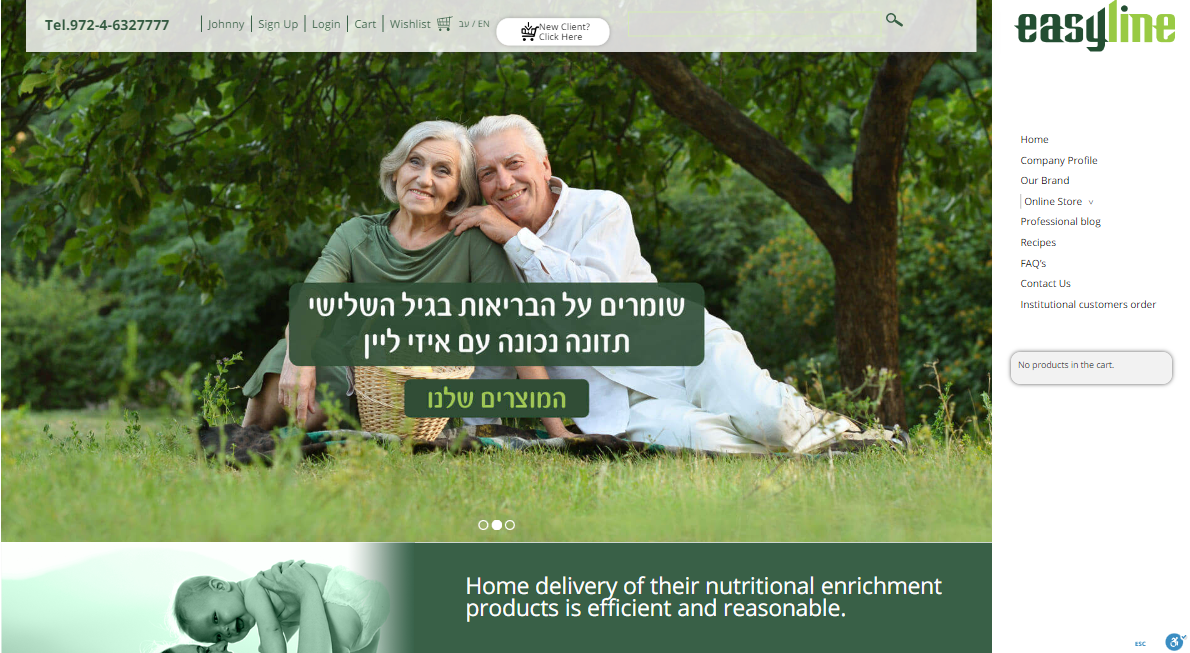 Tel.972-4-6327777
Johnny
Sign Up
Login
Cart
Wishlist
עב / EN
New Client?
Click Here
easyline
Home
Company Profile
Our Brand
Online Store v
Professional blog
Recipes
FAQ's
Contact Us
Institutional customers order
No products in the cart.
שומרים על הבריאות בגיל השלישי
תזונה נכונה עם איזי ליין
המוצרים שלנו
Home delivery of their nutritional enrichment
products is efficient and reasonable.
ESC